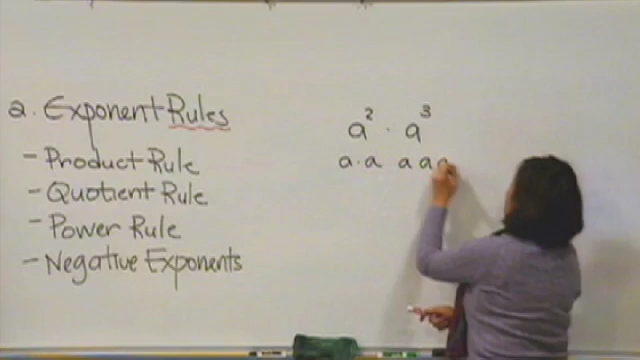 a. Exponent Rules
- Product Rule
- Quotient Rule
- Power Rule
- Negative Exponents
a² · a³
a · a a a a